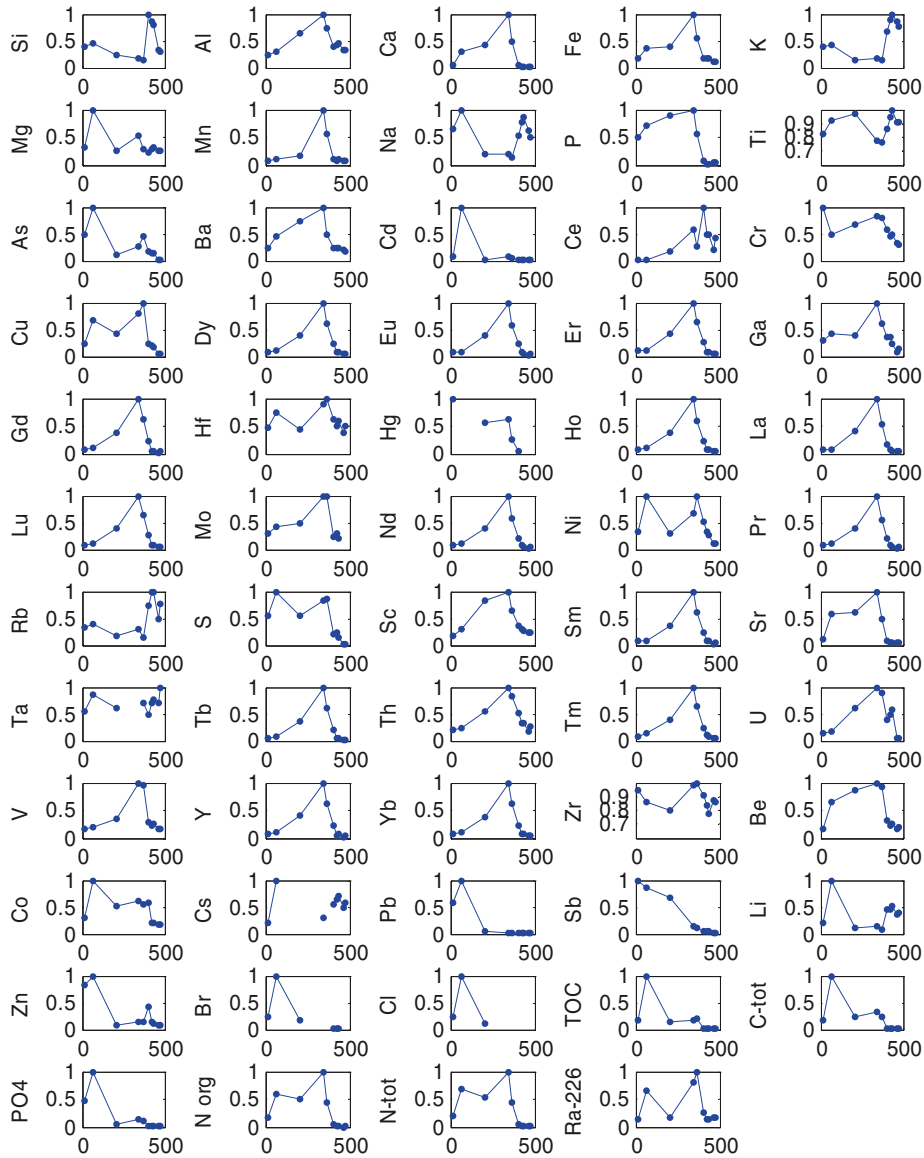 1 1 1 1 1
Si 0.5 Al 0.5 Ca 0.5 Fe 0.5 K 0.5
0 0 0 0 0
0 500 0 500 0 500 0 500 0 500
1 1 1 1 1
0.9
Mg 0.5 Mn 0.5 Na 0.5 P 0.5 Ti 0.8
0.7
0 0 0 0
0 500 0 500 0 500 0 500 0 500
1 1 1 1 1
As 0.5 Ba 0.5 Cd 0.5 Ce 0.5 Cr 0.5
0 0 0 0 0
0 500 0 500 0 500 0 500 0 500
1 1 1 1 1
Cu 0.5 Dy 0.5 Eu 0.5 Er 0.5 Ga 0.5
0 0 0 0 0
0 500 0 500 0 500 0 500 0 500
1 1 1 1 1
Gd 0.5 Hf 0.5 Hg 0.5 Ho 0.5 La 0.5
0 0 0 0 0
0 500 0 500 0 500 0 500 0 500
1 1 1 1 1
Lu 0.5 Mo 0.5 Nd 0.5 Ni 0.5 Pr 0.5
0 0 0 0 0
0 500 0 500 0 500 0 500 0 500
1 1 1 1 1
Rb 0.5 S 0.5 Sc 0.5 Sm 0.5 Sr 0.5
0 0 0 0 0
0 500 0 500 0 500 0 500 0 500
1 1 1 1 1
Ta 0.5 Tb 0.5 Th 0.5 Tm 0.5 U 0.5
0 0 0 0 0
0 500 0 500 0 500 0 500 0 500
1 1 1 1 1
0.9
V 0.5 Y 0.5 Yb 0.5 Zr 0.8 Be 0.5
0.7
0 0 0 0
0 500 0 500 0 500 0 500 0 500
1 1 1 1 1
Co 0.5 Cs 0.5 Pb 0.5 Sb 0.5 Li 0.5
0 0 0 0 0
0 500 0 500 0 500 0 500 0 500
1 1 1 1 1
Zn 0.5 Br 0.5 Cl 0.5 TOC 0.5 C-tot 0.5
0 0 0 0 0
0 500 0 500 0 500 0 500 0 500
1 1 1 1
PO4 0.5 N org 0.5 N-tot 0.5 Ra-226 0.5
0 0 0 0
0 500 0 500 0 500 0 500